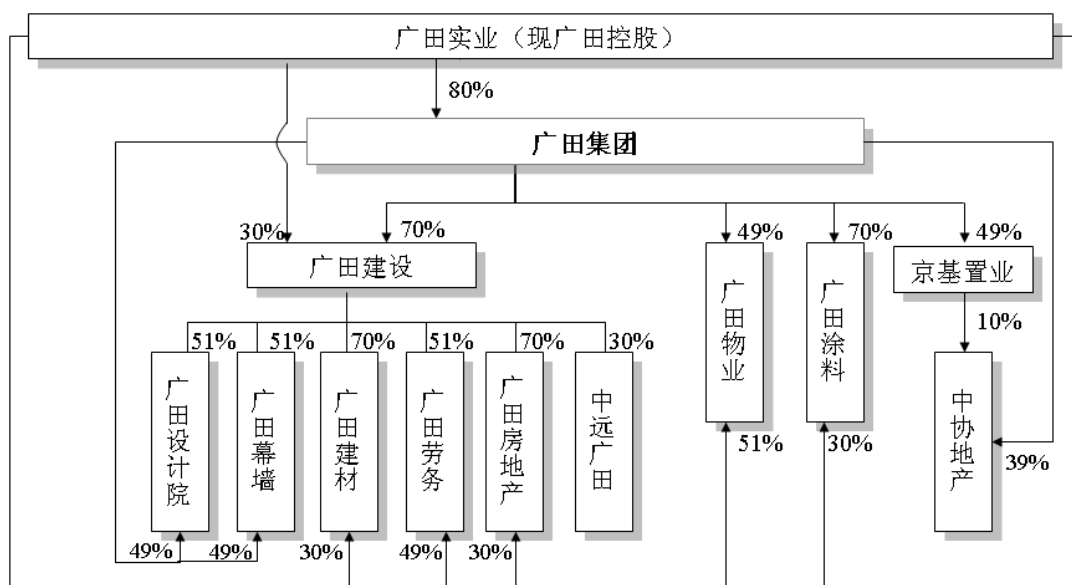 广田实业（现广田控股）
80%
广田集团
30%
70%
49%
70%
49%
广田建设
广田物业
广田涂料
京基置业
10%
51%
51%
70%
51%
70%
30%
广田设计院
广田幕墙
广田建材
广田劳务
广田房地产
中远广田
中协地产
51%
30%
39%
49%
49%
30%
49%
30%